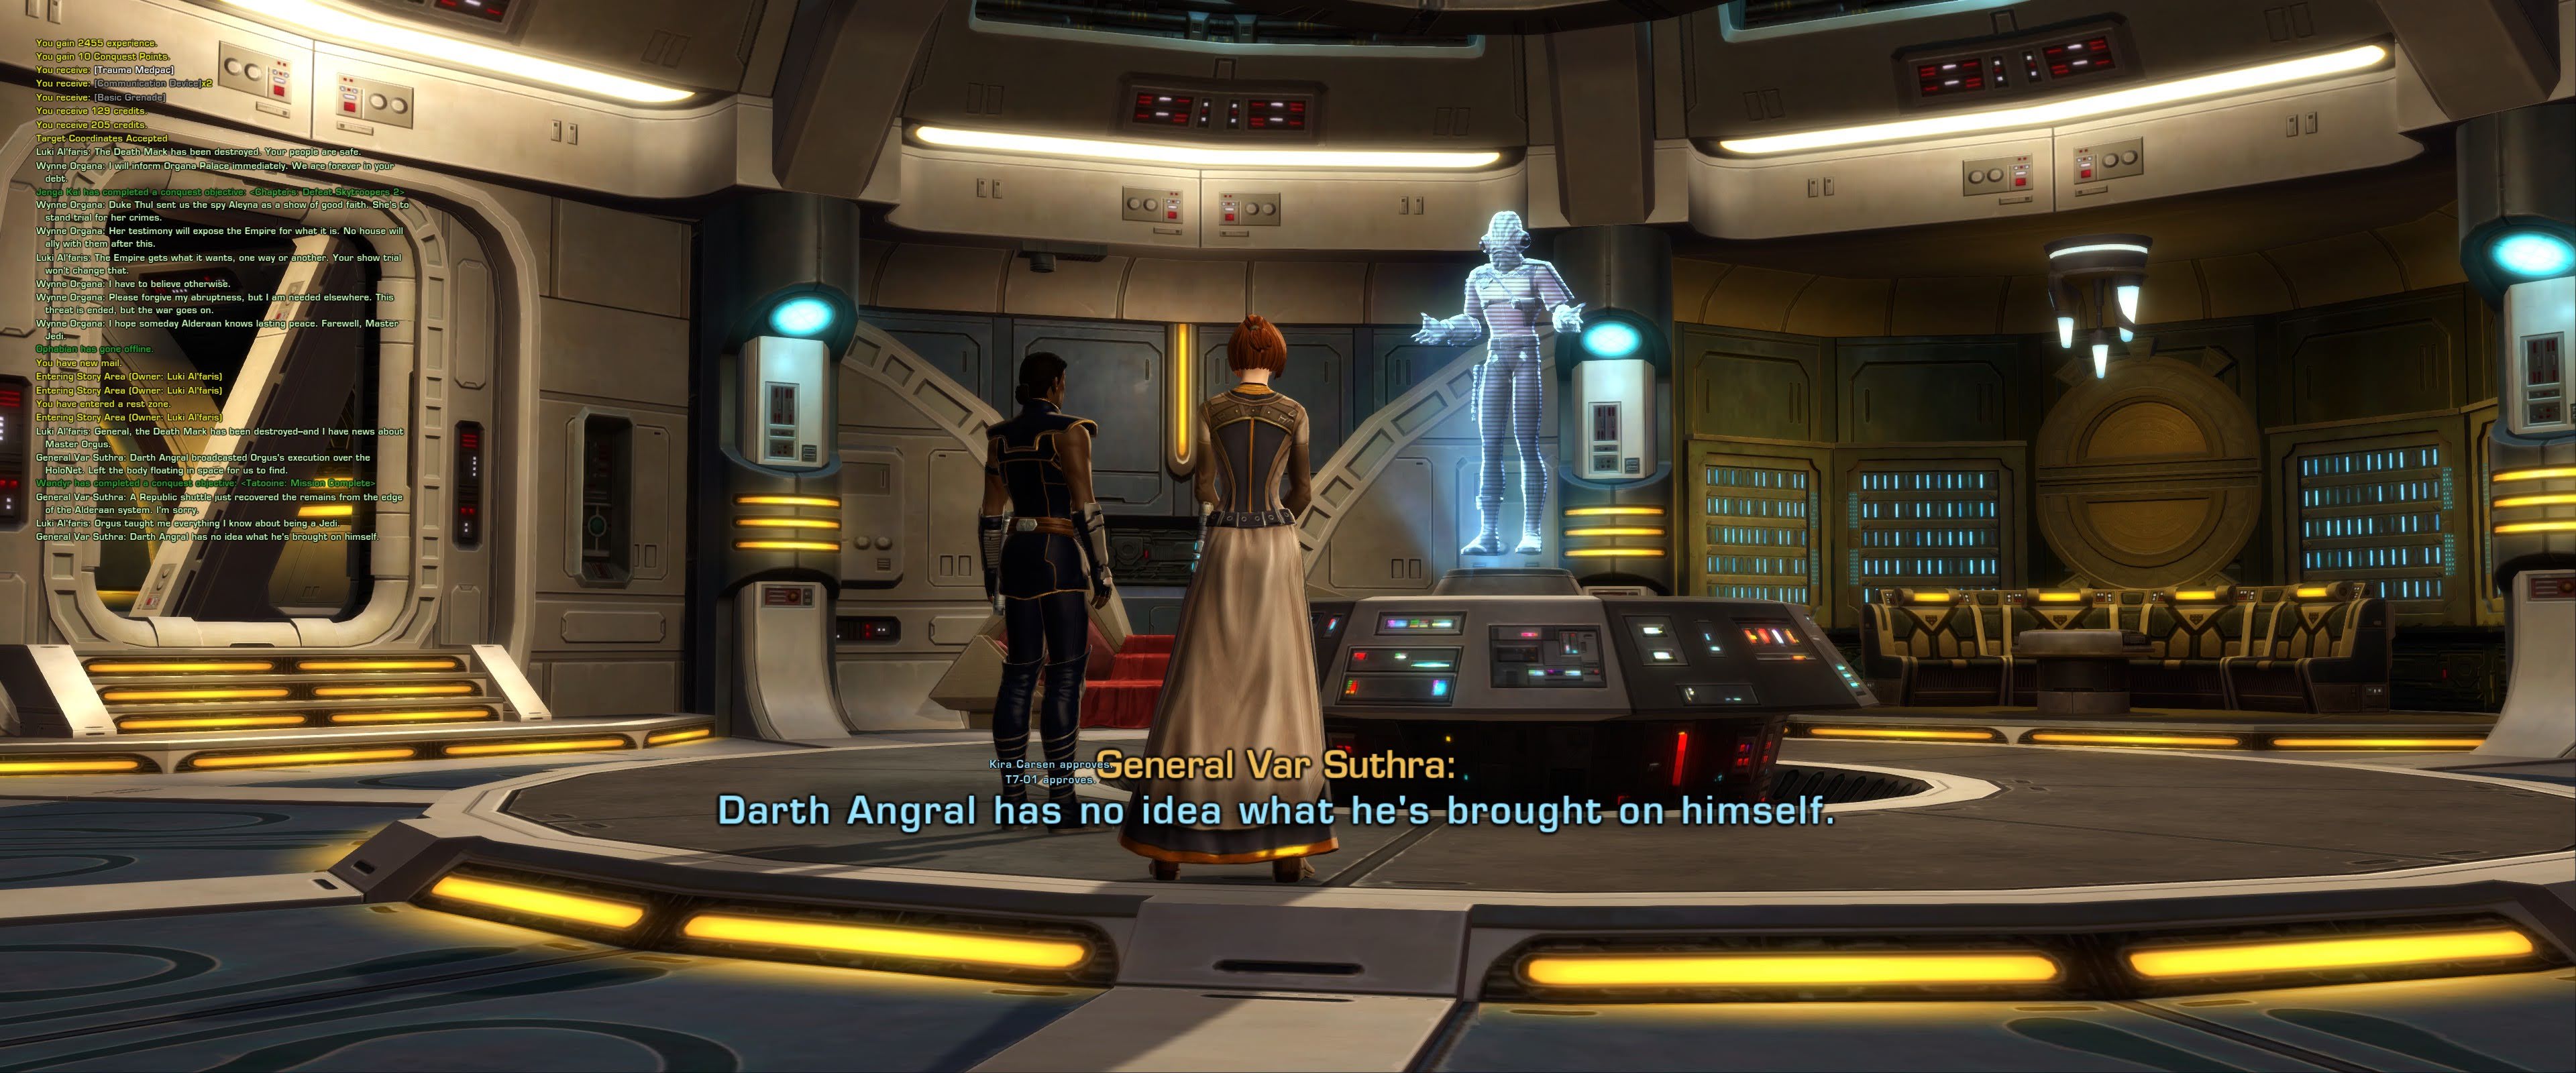 You gain 2455 experience.
You gain 10 Conquest Points.
You receive: [Trauma Medpac]
You receive: [Communication Device]x2
You receive: [Basic Grenade]
You receive 129 credits.
You receive 205 credits.
Target Coordinates Accepted
Luki Al'faris: The Death Mark has been destroyed. Your people are safe.
Wynne Organa: I will inform Organa Palace immediately. We are forever in your
debt.
Jenga Kai has completed a conquest objective: <Chapters: Defeat Skytroopers 2>
Wynne Organa: Duke Thul sent us the spy Aleyna as a show of good faith. She's to
stand trial for her crimes.
Wynne Organa: Her testimony will expose the Empire for what it is. No house will
ally with them after this.
Luki Al'faris: The Empire gets what it wants, one way or another. Your show trial
won't change that.
Wynne Organa: I have to believe otherwise.
Wynne Organa: Please forgive my abruptness, but I am needed elsewhere. This
threat is ended, but the war goes on.
Wynne Organa: I hope someday Alderaan knows lasting peace. Farewell, Master
Jedi.
has gone offline.
You have new mail.
Entering Story Area (Owner: Luki Al'faris)
Entering Story Area (Owner: Luki Al'faris)
You have entered a rest zone.
Entering Story Area (Owner: Luki Al'faris)
Luki Al'faris: General, the Death Mark has been destroyed–and I have news about
Master Orgus.
General Var Suthra: Darth Angral broadcasted Orgus's execution over the
HoloNet. Left the body floating in space for us to find.
has completed a conquest objective: <Tatooine: Mission Complete>
General Var Suthra: A Republic shuttle just recovered the remains from the edge
of the Alderaan system. I'm sorry.
Luki Al'faris: Orgus taught me everything I know about being a Jedi.
General Var Suthra: Darth Angral has no idea what he's brought on himself.
Kira Carsen approves.
T7-01 approves.
General Var Suthra:
Darth Angral has no idea what he's brought on himself.